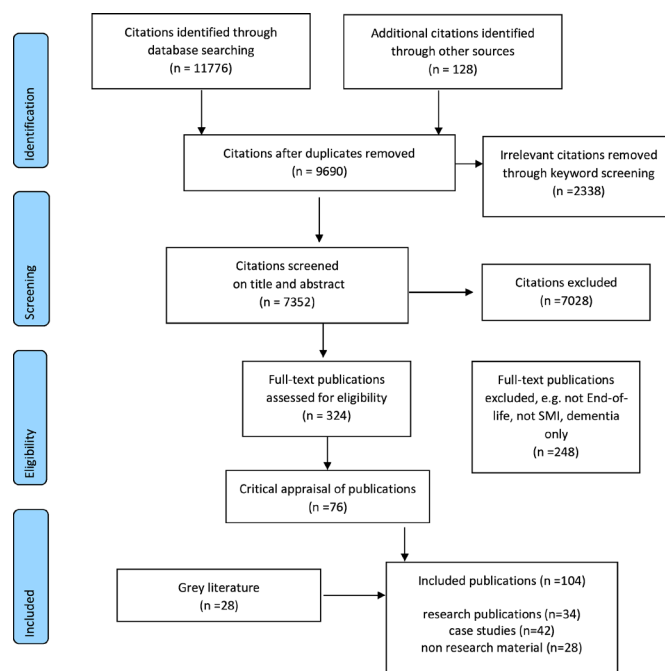 Citations identified through
database searching
(n = 11776)
Additional citations identified
through other sources
(n = 128)
Identification
Citations after duplicates removed
(n = 9690)
Irrelevant citations removed
through keyword screening
(n =2338)
Screening
Citations screened
on title and abstract
(n = 7352)
Citations excluded
(n =7028)
Eligibility
Full-text publications
assessed for eligibility
(n = 324)
Full-text publications
excluded, e.g. not End-of-
life, not SMI, dementia
only
(n =248)
Critical appraisal of publications
(n =76)
Included
Grey literature
(n =28)
Included publications (n =104)
research publications (n=34)
case studies (n=42)
non research material (n=28)